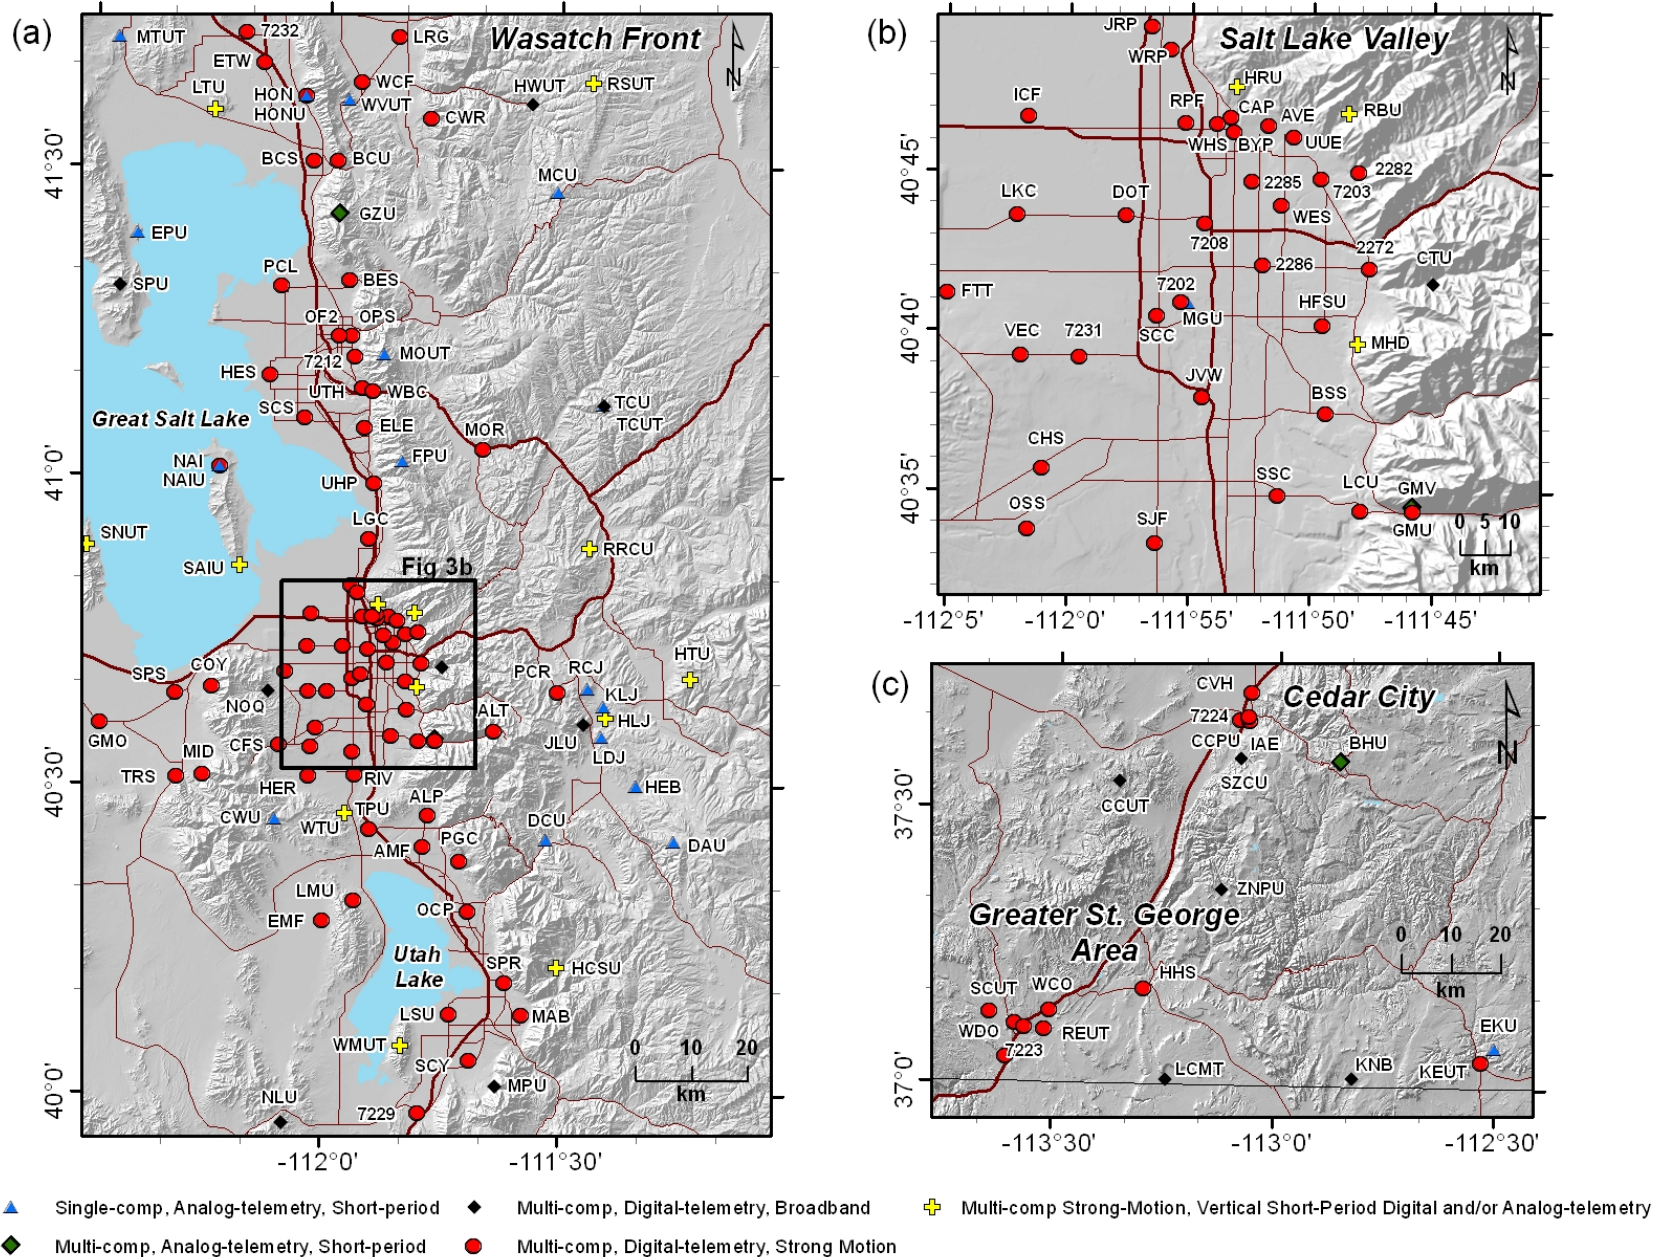 (a)
Wasatch Front
N
MTUT
7232
LRG
ETW
LTU
HON
HONU
WCF
WVUT
HWUT
RSUT
CWR
BCS
BCU
MCU
GZU
EPU
SPU
PCL
BES
OF2
OPS
7212
MOUT
HES
UTH
WBC
TCU
TCUT
Great Salt Lake
SCS
ELE
MOR
NAI
NAIU
FPU
UHP
LGC
SNUT
SAIU
RRCU
Fig 3b
SPS
COY
NOQ
PCR
RCJ
KLJ
HLJ
HTU
GMO
MID
CFS
ALT
JLU
LDJ
TRS
HER
RIV
HEB
CWU
WTU
TPU
ALP
DCU
DAU
AMF
PGC
LMU
EMF
OCP
Utah
Lake
SPR
HCSU
LSU
MAB
WMUT
SCY
MPU
NLU
7229
0 10 20
km
41°30'
41°0'
40°30'
40°0'
-112°0'
-111°30'
(b)
Salt Lake Valley
N
JRP
WRP
HRU
ICF
RPF
CAP
AVE
RBU
WHS
BYP
UUE
2282
2285
7203
LKC
DOT
WES
7208
2272
CTU
2286
FTT
7202
MGU
HFSU
SCC
VEC
7231
MHD
JVW
BSS
CHS
SSC
LCU
GMV
GMU
OSS
SJF
0 5 10
km
40°45'
40°40'
40°35'
-112°5'
-112°0'
-111°55'
-111°50'
-111°45'
(c)
Cedar City
N
CVH
7224
CCPU
IAE
BHU
SZCU
CCUT
ZNPU
Greater St. George
Area
0 10 20
km
HHS
SCUT
WCO
WDO
REUT
7223
LCMT
KNB
EKU
KEUT
37°30'
37°0'
-113°30'
-113°0'
-112°30'
Single-comp, Analog-telemetry, Short-period
Multi-comp, Digital-telemetry, Broadband
Multi-comp Strong-Motion, Vertical Short-Period Digital and/or Analog-telemetry
Multi-comp, Analog-telemetry, Short-period
Multi-comp, Digital-telemetry, Strong Motion